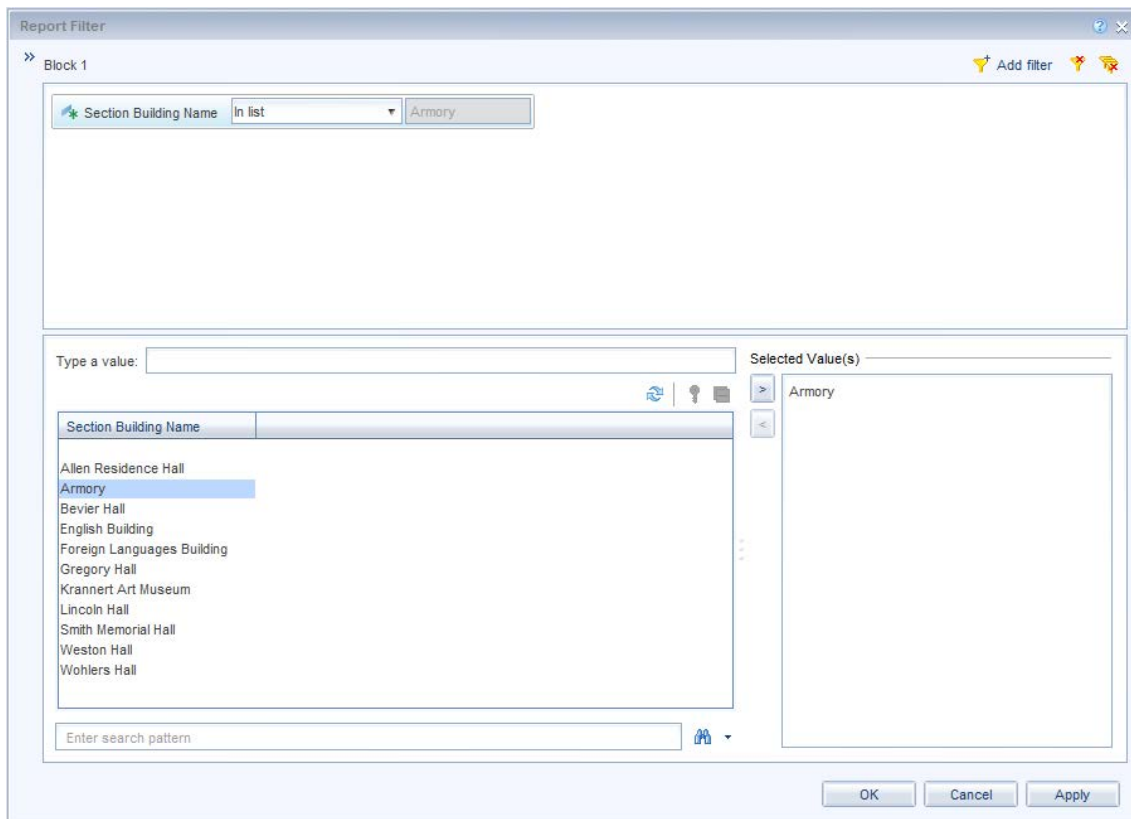 Report Filter
Block 1
Add filter
Section Building Name In list Armory
Type a value:
Selected Value(s)
> Armory
<
Section Building Name
Allen Residence Hall
Armory
Bevier Hall
English Building
Foreign Languages Building
Gregory Hall
Krannert Art Museum
Lincoln Hall
Smith Memorial Hall
Weston Hall
Wohlers Hall
Enter search pattern
OK Cancel Apply